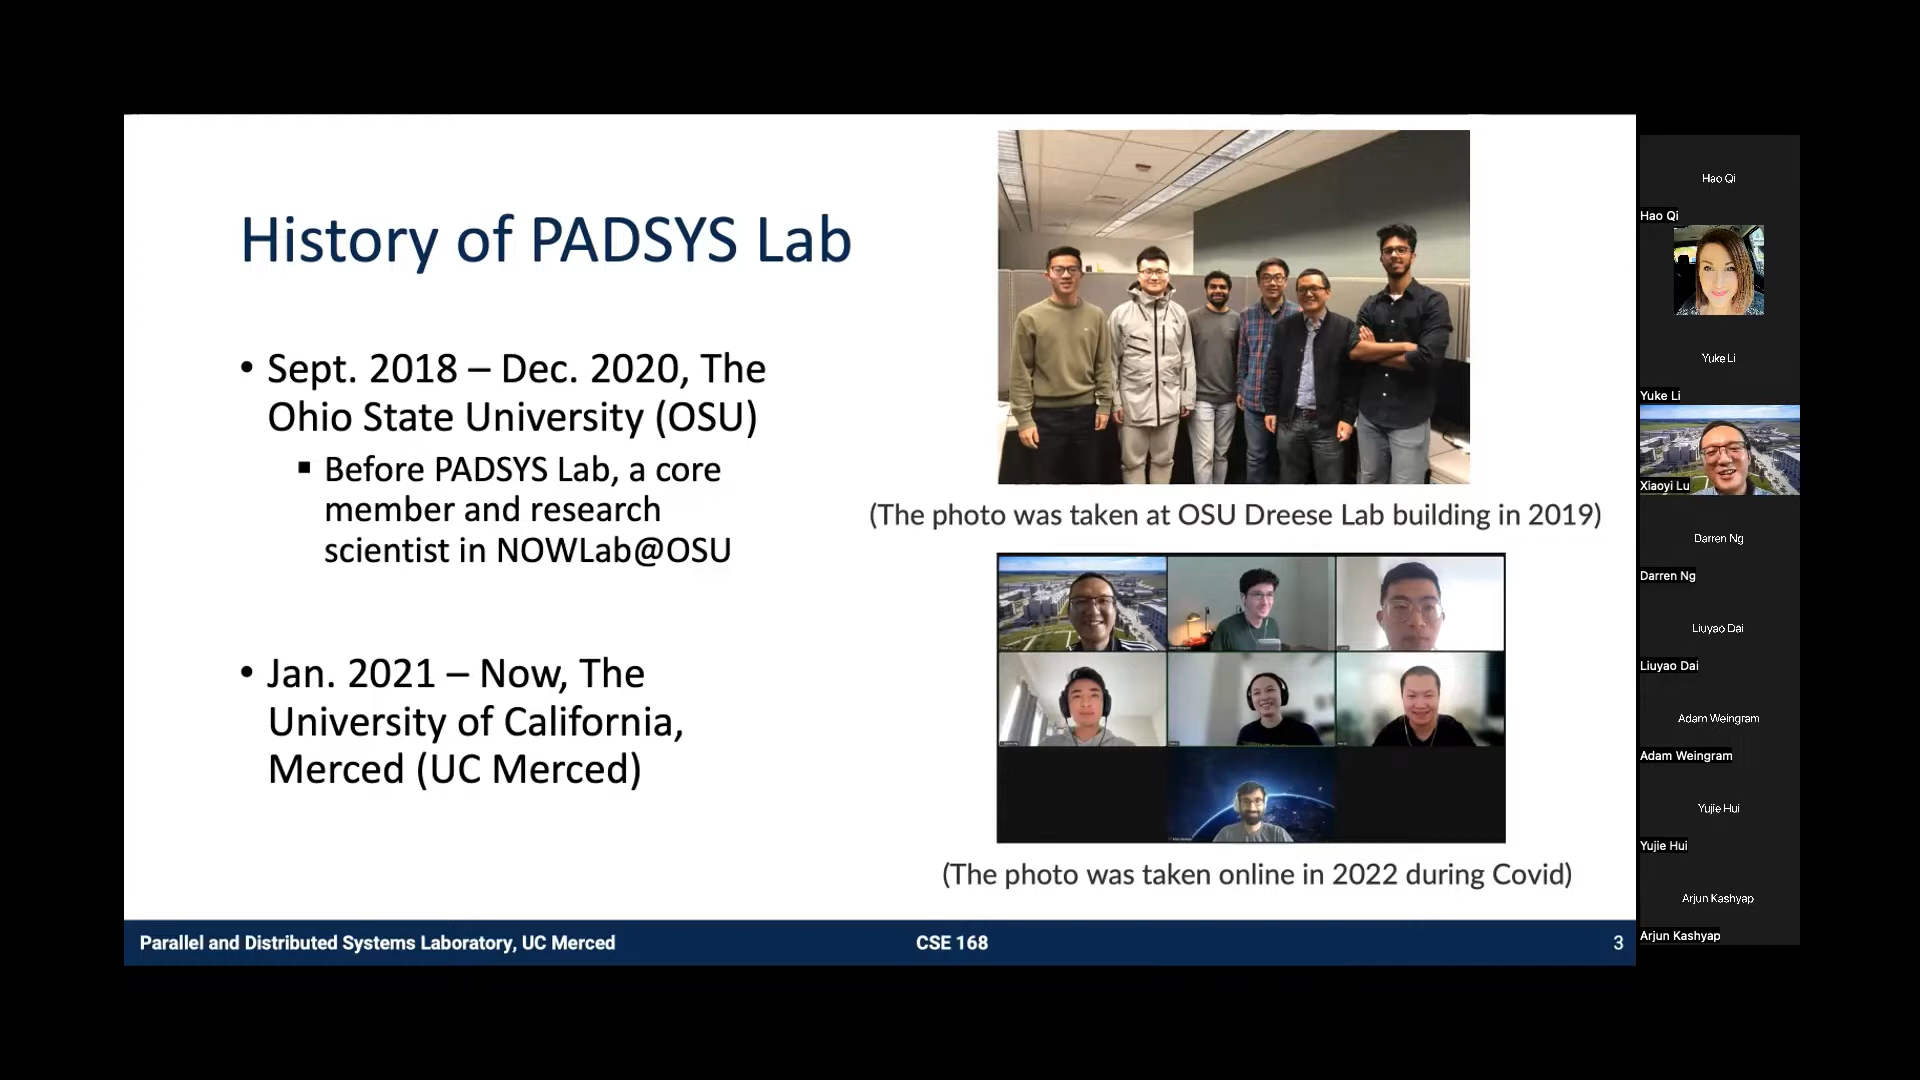 History of PADSYS Lab
• Sept. 2018 – Dec. 2020, The
Ohio State University (OSU)
▪ Before PADSYS Lab, a core
member and research
scientist in NOWLab@OSU
• Jan. 2021 – Now, The
University of California,
Merced (UC Merced)
(The photo was taken at OSU Dreese Lab building in 2019)
(The photo was taken online in 2022 during Covid)
Parallel and Distributed Systems Laboratory, UC Merced
CSE 168
3
Hao Qi
Hao Qi
Yuke Li
Yuke Li
Xiaoyi Lu
Darren Ng
Darren Ng
Liuyao Dai
Liuyao Dai
Adam Weingram
Adam Weingram
Yujie Hui
Yujie Hui
Arjun Kashyap
Arjun Kashyap